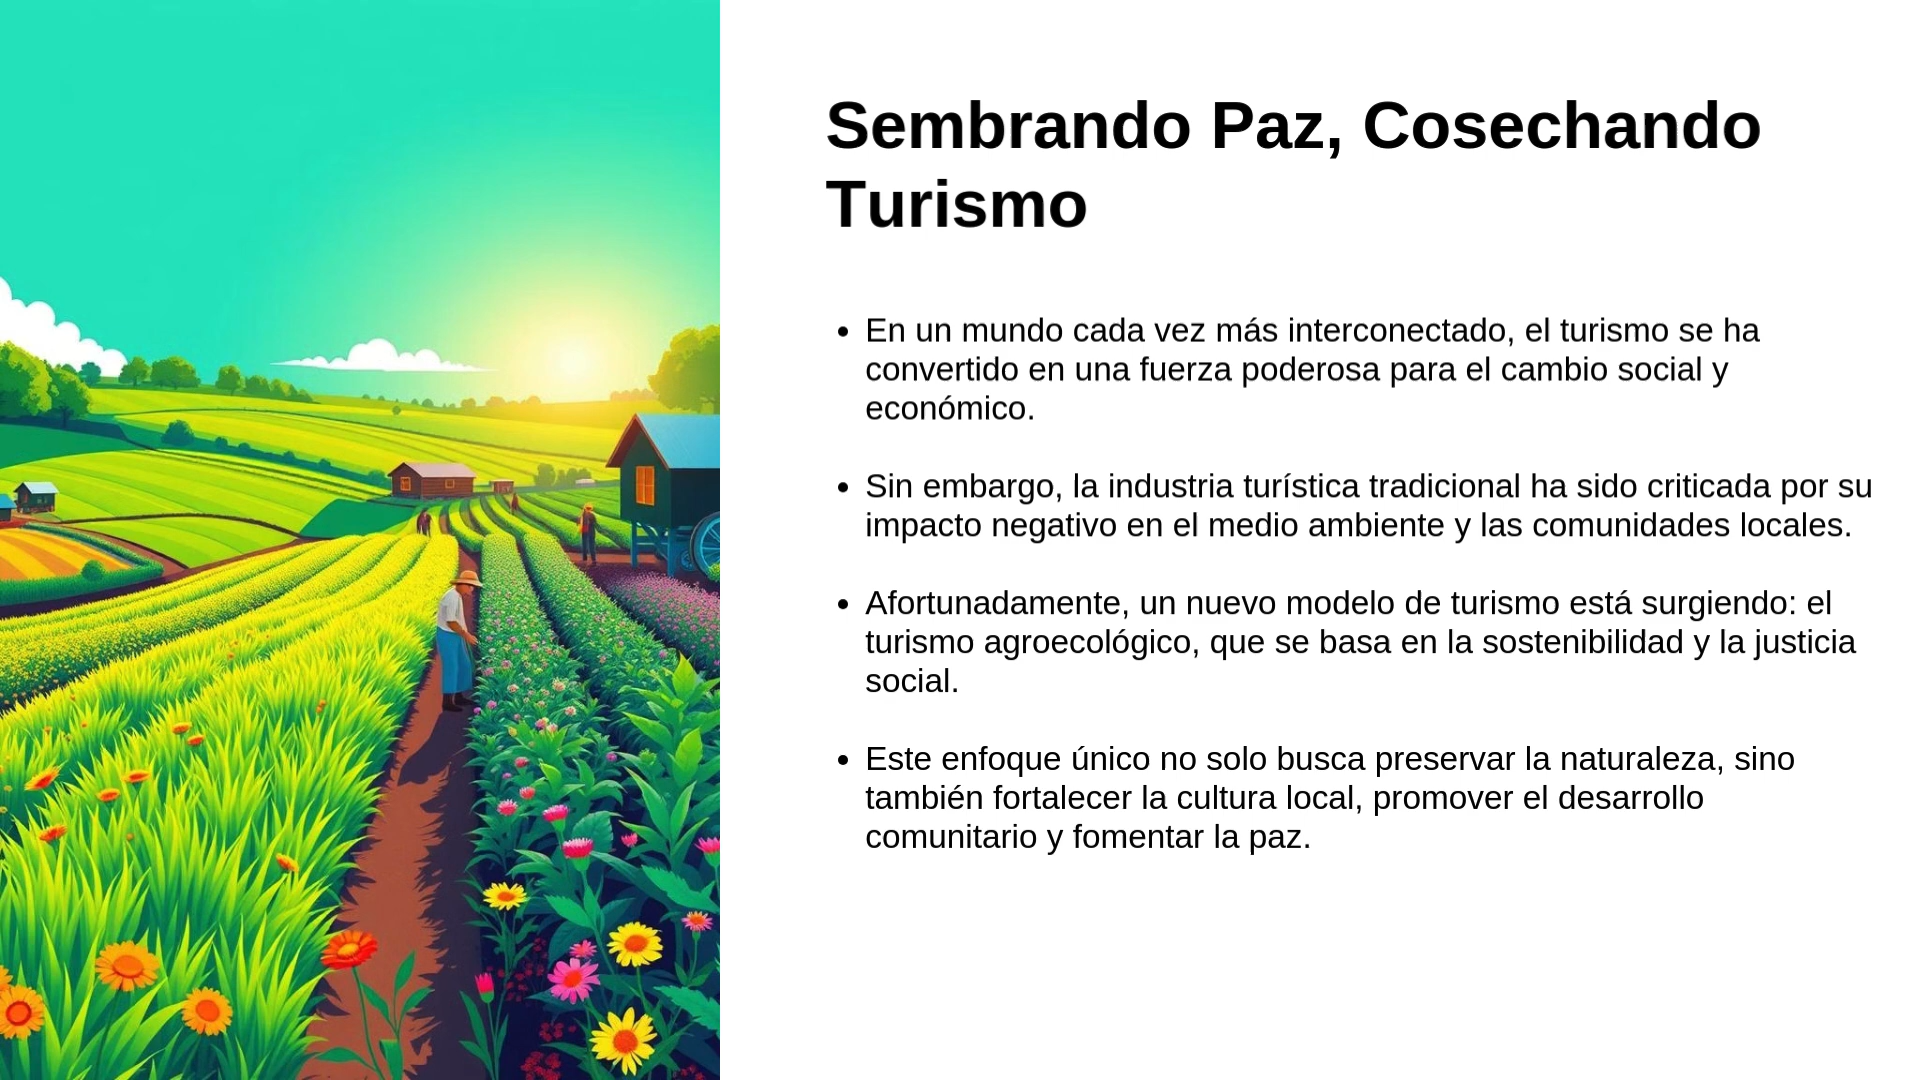 Sembrando Paz, Cosechando
Turismo
• En un mundo cada vez más interconectado, el turismo se ha
convertido en una fuerza poderosa para el cambio social y
económico.
• Sin embargo, la industria turística tradicional ha sido criticada por su
impacto negativo en el medio ambiente y las comunidades locales.
• Afortunadamente, un nuevo modelo de turismo está surgiendo: el
turismo agroecológico, que se basa en la sostenibilidad y la justicia
social.
• Este enfoque único no solo busca preservar la naturaleza, sino
también fortalecer la cultura local, promover el desarrollo
comunitario y fomentar la paz.